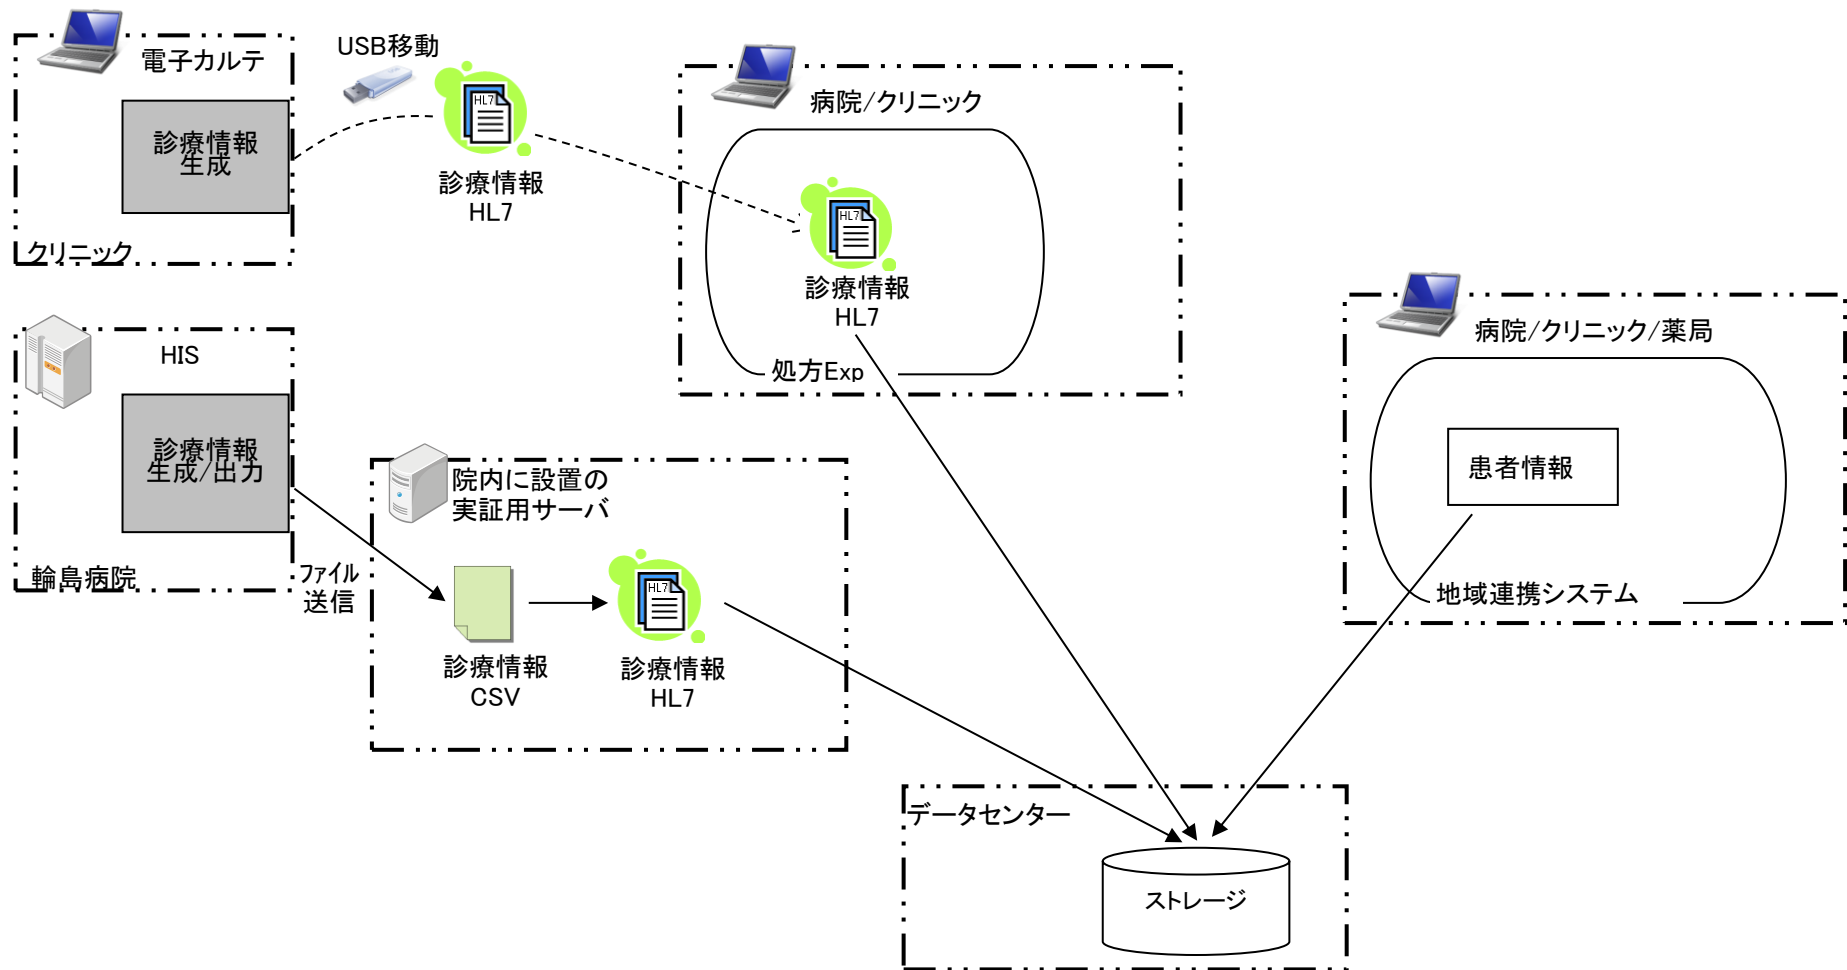 電子カルテ
診療情報
生成
クリニック
USB移動
HL7
診療情報
HL7
病院/クリニック
HL7
診療情報
HL7
処方Exp
HIS
診療情報
生成/出力
輪島病院
ファイル
送信
院内に設置の
実証用サーバ
診療情報
CSV
HL7
診療情報
HL7
病院/クリニック/薬局
患者情報
地域連携システム
データセンター
ストレージ